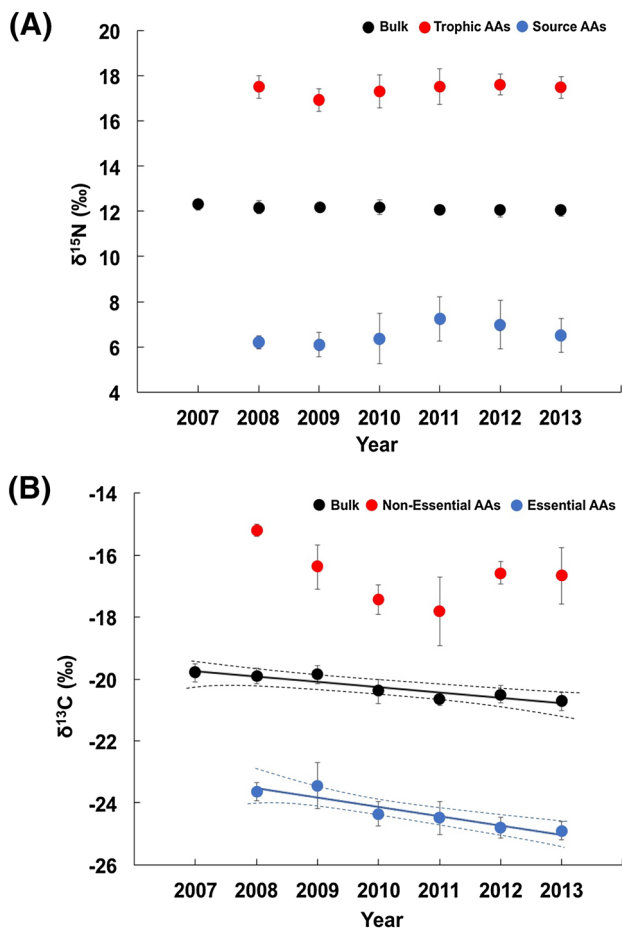 (A)
20
18
16
14
12
10
8
6
4
δ¹⁵N (‰)
Bulk Trophic AAs Source AAs
2007 2008 2009 2010 2011 2012 2013
Year
(B)
-14
-16
-18
-20
-22
-24
-26
δ¹³C (‰)
Bulk Non-Essential AAs Essential AAs
2007 2008 2009 2010 2011 2012 2013
Year